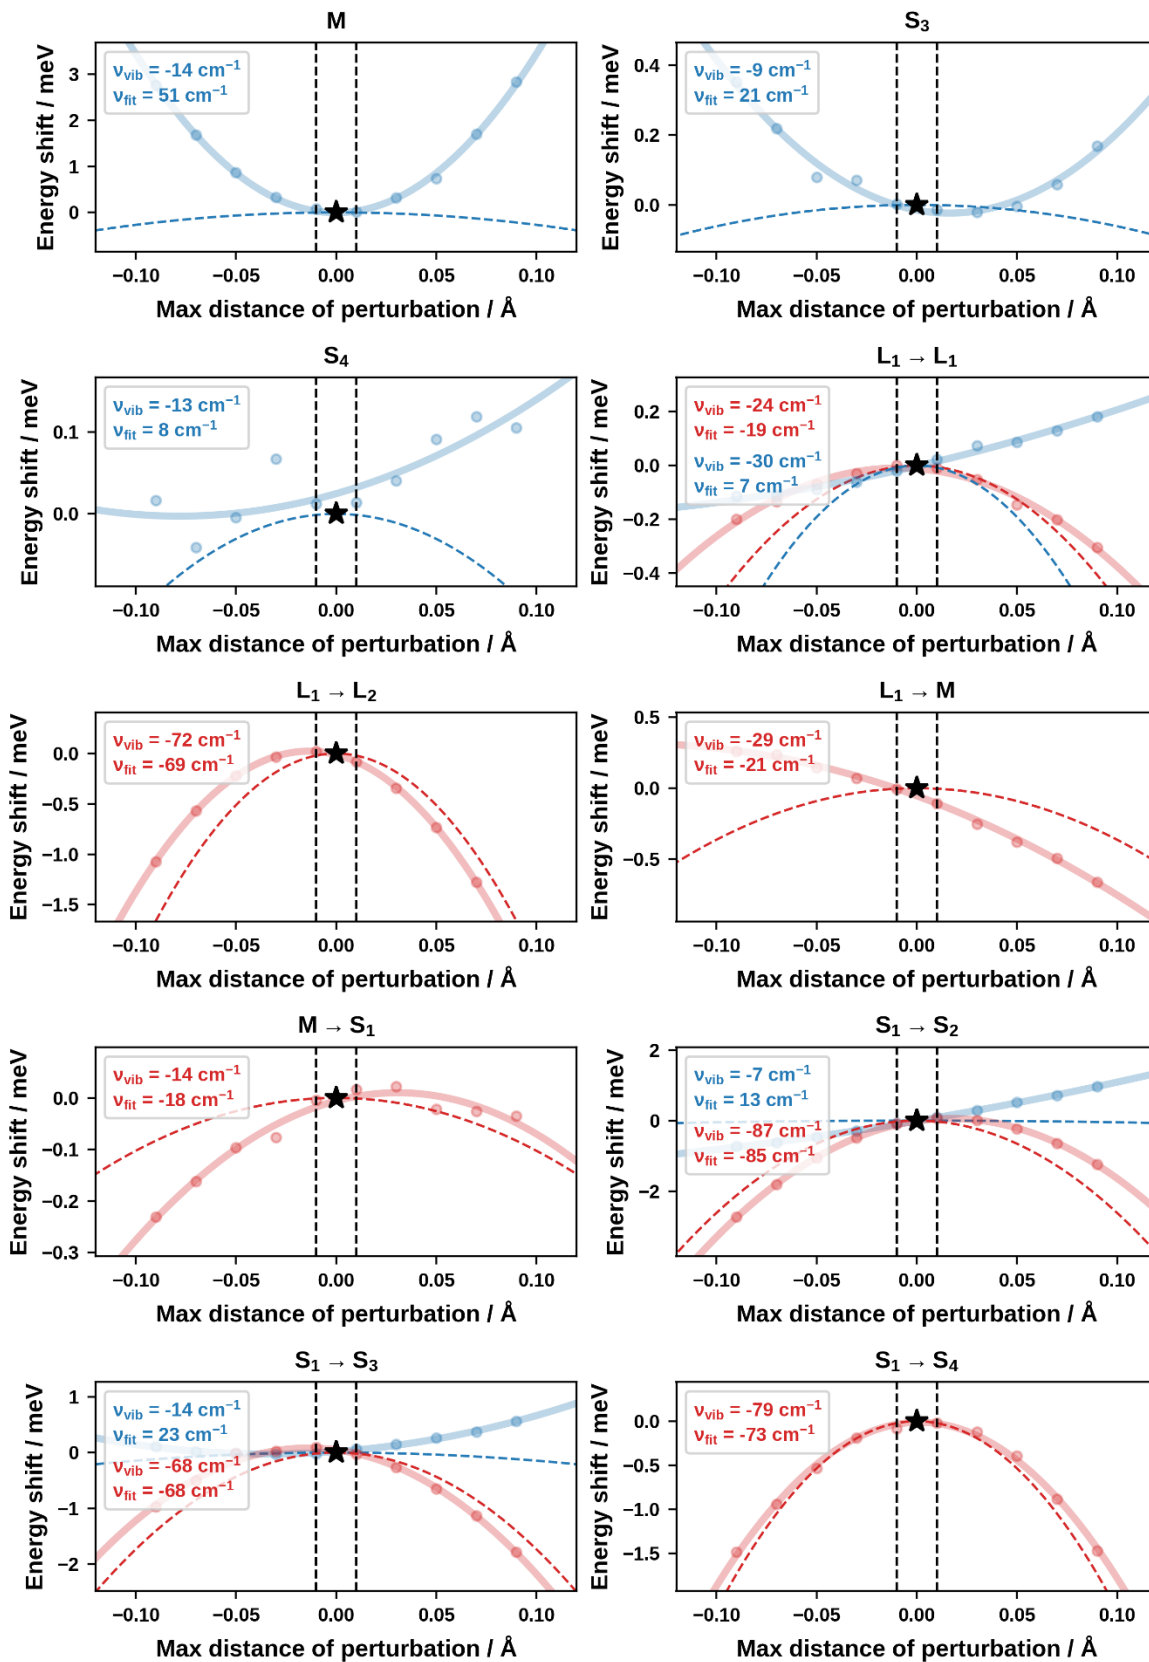 M
Energy shift / meV
3
2
1
0
ν_vib = -14 cm⁻¹
ν_fit = 51 cm⁻¹
−0.10 −0.05 0.00 0.05 0.10
Max distance of perturbation / Å
S₃
Energy shift / meV
0.4
0.2
0.0
ν_vib = -9 cm⁻¹
ν_fit = 21 cm⁻¹
−0.10 −0.05 0.00 0.05 0.10
Max distance of perturbation / Å
S₄
Energy shift / meV
0.1
0.0
ν_vib = -13 cm⁻¹
ν_fit = 8 cm⁻¹
−0.10 −0.05 0.00 0.05 0.10
Max distance of perturbation / Å
L₁ → L₁
Energy shift / meV
0.2
0.0
−0.2
−0.4
ν_vib = -24 cm⁻¹
ν_fit = -19 cm⁻¹
ν_vib = -30 cm⁻¹
ν_fit = 7 cm⁻¹
−0.10 −0.05 0.00 0.05 0.10
Max distance of perturbation / Å
L₁ → L₂
Energy shift / meV
0.0
−0.5
−1.0
−1.5
ν_vib = -72 cm⁻¹
ν_fit = -69 cm⁻¹
−0.10 −0.05 0.00 0.05 0.10
Max distance of perturbation / Å
L₁ → M
Energy shift / meV
0.5
0.0
−0.5
ν_vib = -29 cm⁻¹
ν_fit = -21 cm⁻¹
−0.10 −0.05 0.00 0.05 0.10
Max distance of perturbation / Å
M → S₁
Energy shift / meV
0.0
−0.1
−0.2
−0.3
ν_vib = -14 cm⁻¹
ν_fit = -18 cm⁻¹
−0.10 −0.05 0.00 0.05 0.10
Max distance of perturbation / Å
S₁ → S₂
Energy shift / meV
2
0
−2
ν_vib = -7 cm⁻¹
ν_fit = 13 cm⁻¹
ν_vib = -87 cm⁻¹
ν_fit = -85 cm⁻¹
−0.10 −0.05 0.00 0.05 0.10
Max distance of perturbation / Å
S₁ → S₃
Energy shift / meV
1
0
−1
−2
ν_vib = -14 cm⁻¹
ν_fit = 23 cm⁻¹
ν_vib = -68 cm⁻¹
ν_fit = -68 cm⁻¹
−0.10 −0.05 0.00 0.05 0.10
Max distance of perturbation / Å
S₁ → S₄
Energy shift / meV
0.0
−0.5
−1.0
−1.5
ν_vib = -79 cm⁻¹
ν_fit = -73 cm⁻¹
−0.10 −0.05 0.00 0.05 0.10
Max distance of perturbation / Å